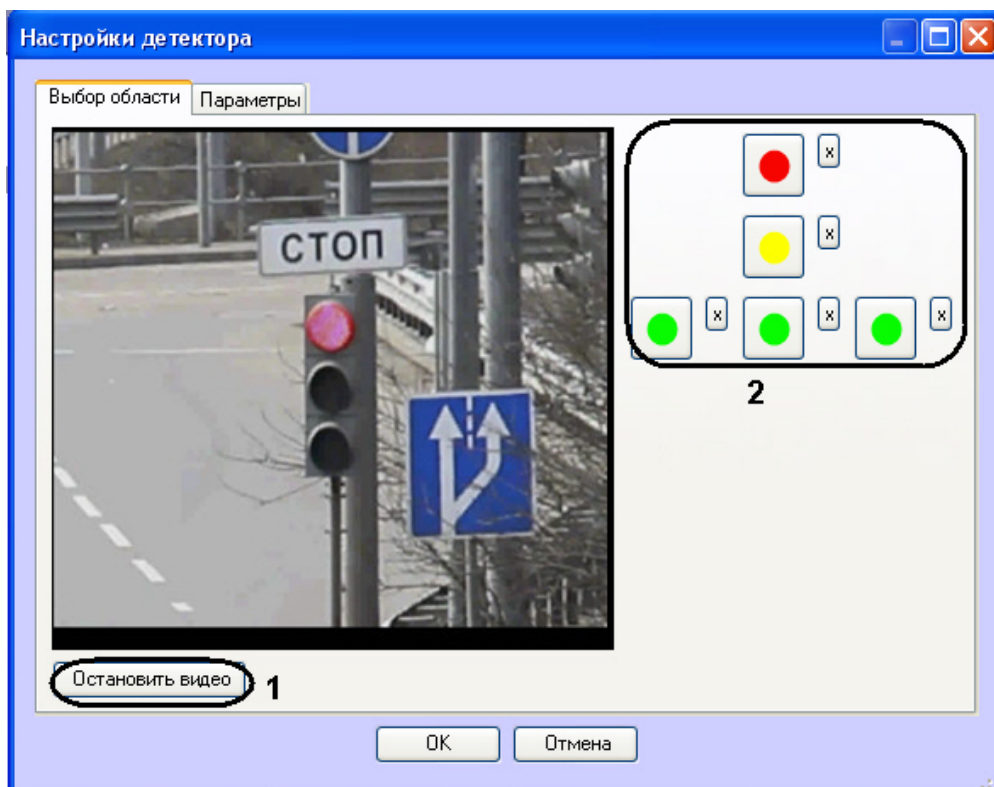 Настройки детектора
Выбор области
Параметры
СТОП
x
x
x
x
x
2
Остановить видео
1
OK
Отмена